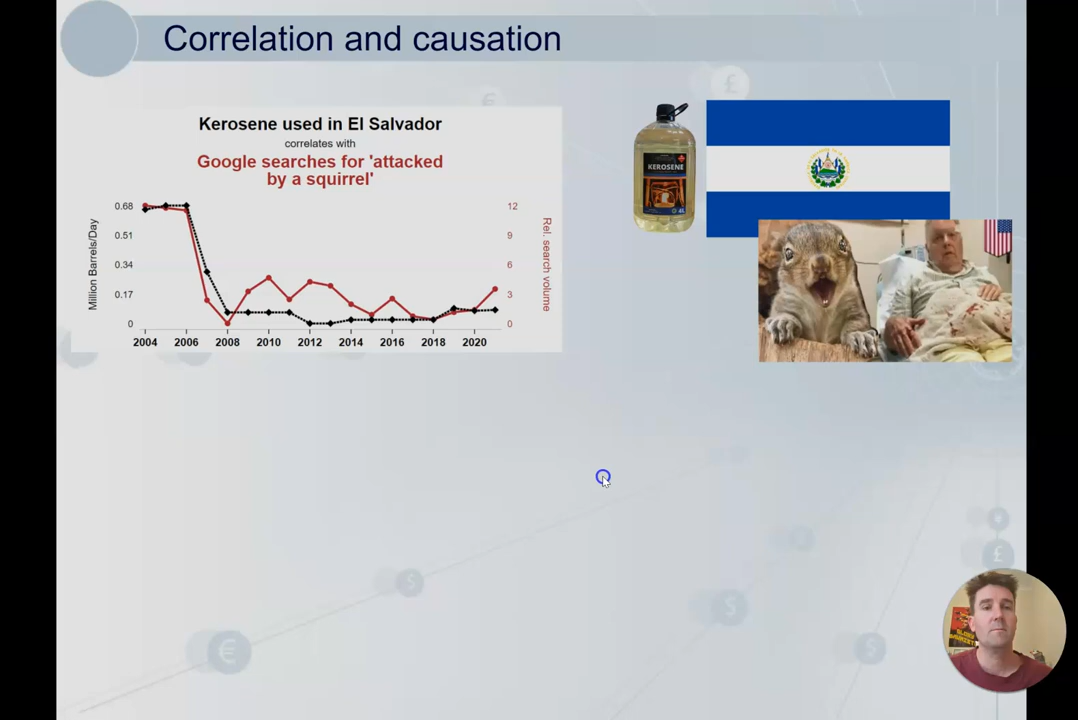 Correlation and causation
Kerosene used in El Salvador
correlates with
Google searches for 'attacked
by a squirrel'
Million Barrels/Day
0.68
0.51
0.34
0.17
0
12
9
6
3
0
Rel. search volume
2004 2006 2008 2010 2012 2014 2016 2018 2020
KEROSENE